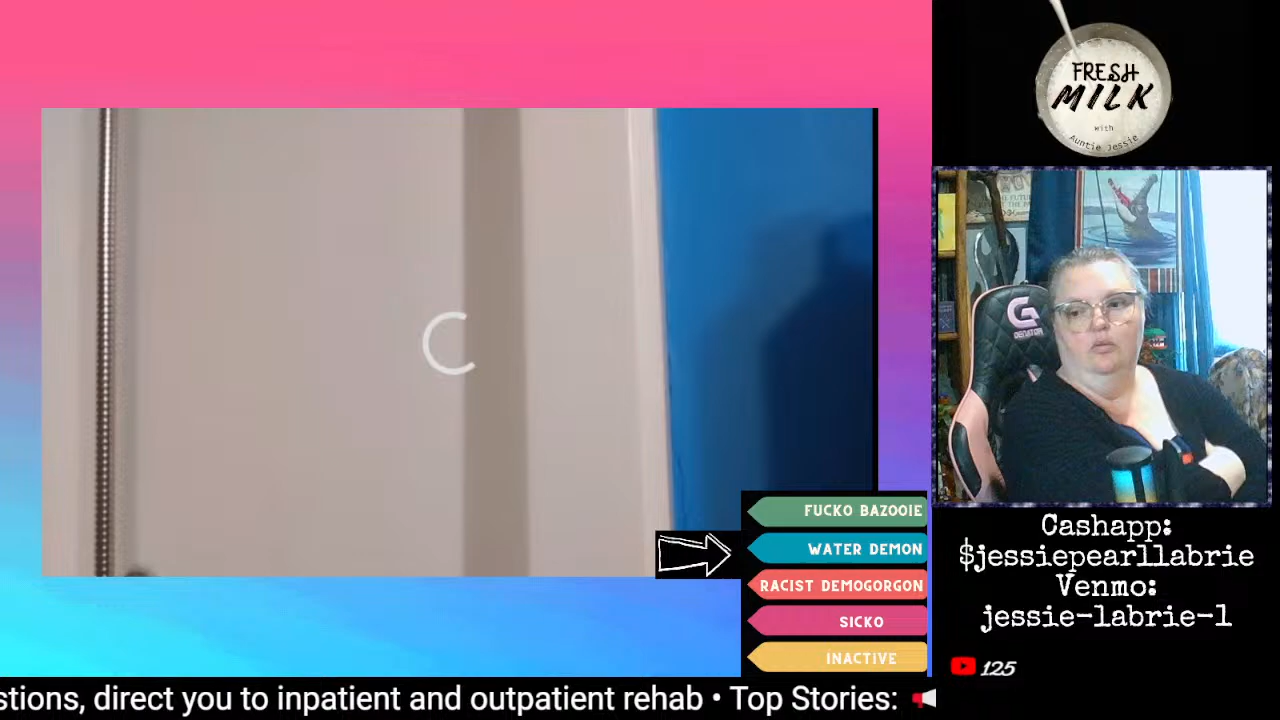 FRESH
MILK
with
Auntie Jessie
G
FUCKO BAZOOIE
WATER DEMON
RACIST DEMOGORGON
SICKO
INACTIVE
Cashapp:
$jessiepearllabrie
Venmo:
jessie-labrie-1
125
stions, direct you to inpatient and outpatient rehab • Top Stories: